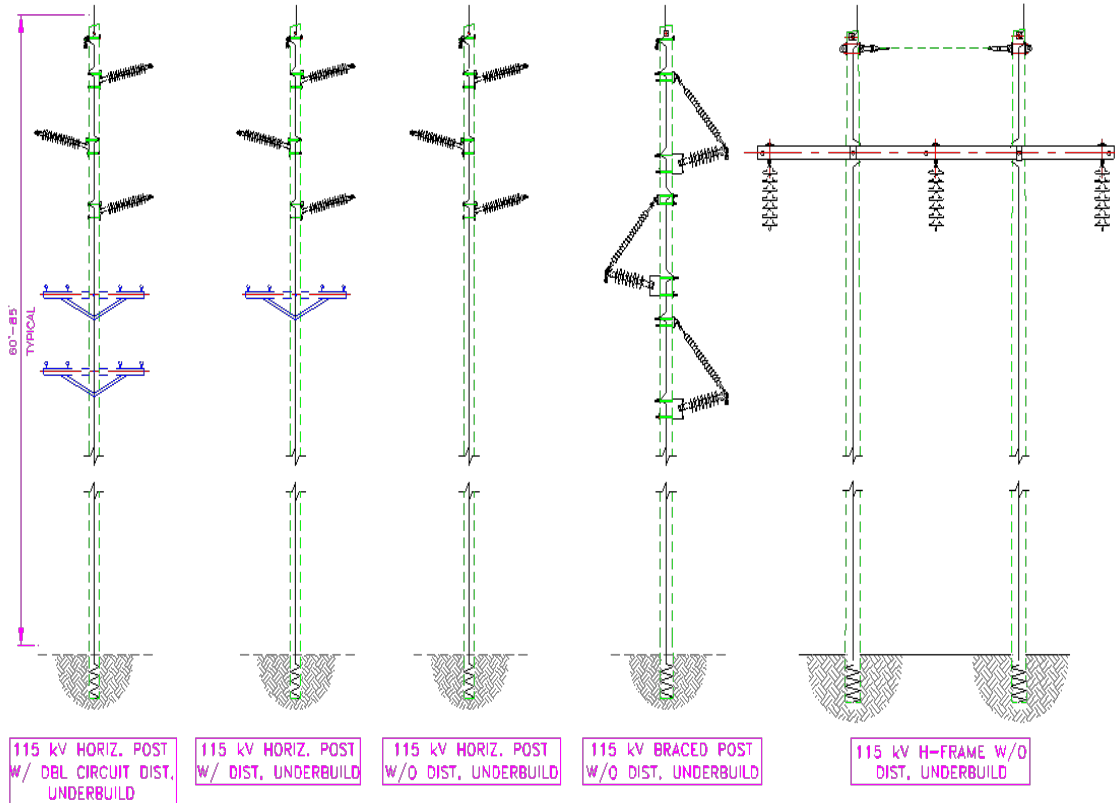 60'-85'
TYPICAL
115 kV HORIZ. POST
W/ DBL CIRCUIT DIST.
UNDERBUILD
115 kV HORIZ. POST
W/ DIST. UNDERBUILD
115 kV HORIZ. POST
W/O DIST. UNDERBUILD
115 kV BRACED POST
W/O DIST. UNDERBUILD
115 kV H-FRAME W/O
DIST. UNDERBUILD